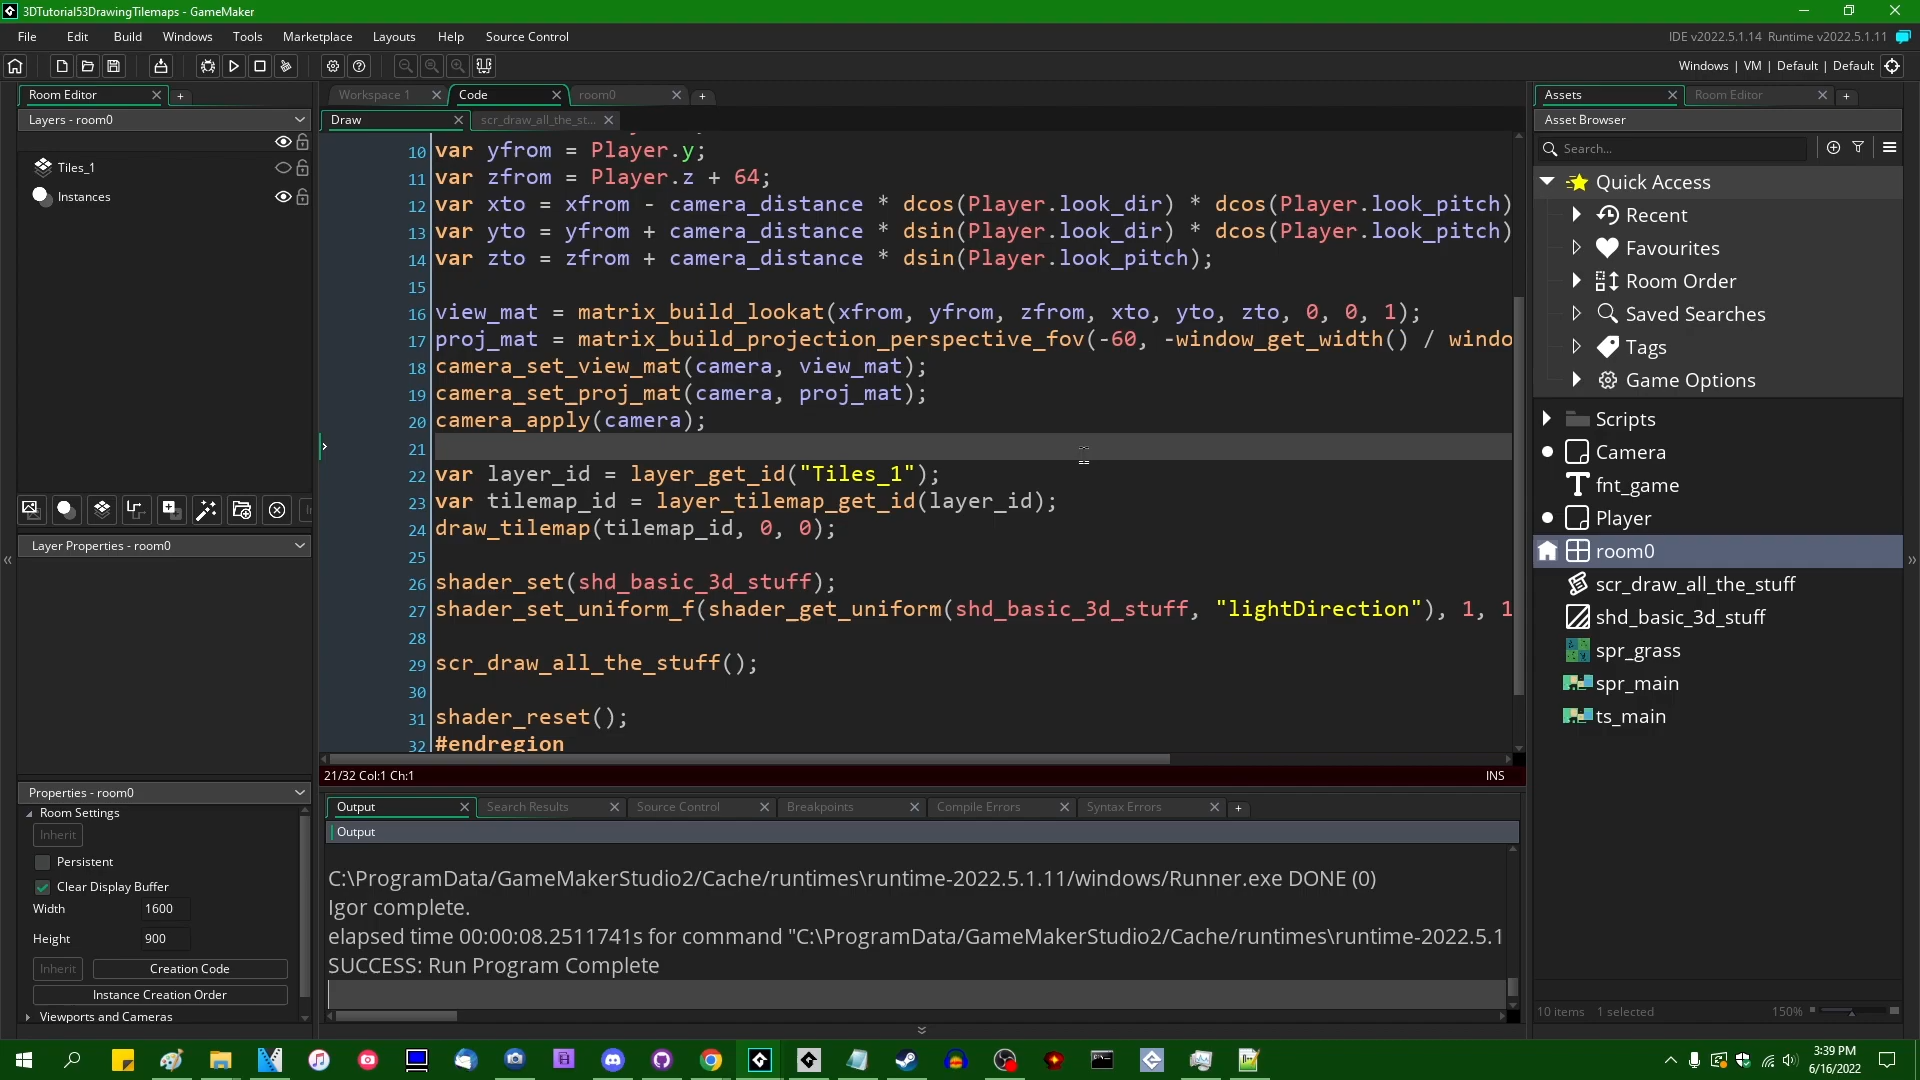 3DTutorial53DrawingTilemaps - GameMaker
File Edit Build Windows Tools Marketplace Layouts Help Source Control
IDE v2022.5.1.14 Runtime v2022.5.1.11
Windows | VM | Default | Default
Room Editor
Layers - room0
Tiles_1
Instances
Layer Properties - room0
Properties - room0
Room Settings
Inherit
Persistent
Clear Display Buffer
Width 1600
Height 900
Inherit Creation Code
Instance Creation Order
Viewports and Cameras
Workspace 1 Code room0
Draw scr_draw_all_the_st...
10 var yfrom = Player.y;
11 var zfrom = Player.z + 64;
12 var xto = xfrom - camera_distance * dcos(Player.look_dir) * dcos(Player.look_pitch)
13 var yto = yfrom + camera_distance * dsin(Player.look_dir) * dcos(Player.look_pitch)
14 var zto = zfrom + camera_distance * dsin(Player.look_pitch);
15
16 view_mat = matrix_build_lookat(xfrom, yfrom, zfrom, xto, yto, zto, 0, 0, 1);
17 proj_mat = matrix_build_projection_perspective_fov(-60, -window_get_width() / windo
18 camera_set_view_mat(camera, view_mat);
19 camera_set_proj_mat(camera, proj_mat);
20 camera_apply(camera);
21
22 var layer_id = layer_get_id("Tiles_1");
23 var tilemap_id = layer_tilemap_get_id(layer_id);
24 draw_tilemap(tilemap_id, 0, 0);
25
26 shader_set(shd_basic_3d_stuff);
27 shader_set_uniform_f(shader_get_uniform(shd_basic_3d_stuff, "lightDirection"), 1, 1
28
29 scr_draw_all_the_stuff();
30
31 shader_reset();
32 #endregion
21/32 Col:1 Ch:1
INS
Output Search Results Source Control Breakpoints Compile Errors Syntax Errors
Output
C:\ProgramData/GameMakerStudio2/Cache/runtimes\runtime-2022.5.1.11/windows/Runner.exe DONE (0)
Igor complete.
elapsed time 00:00:08.2511741s for command "C:\ProgramData/GameMakerStudio2/Cache/runtimes\runtime-2022.5.1
SUCCESS: Run Program Complete
Assets Room Editor
Asset Browser
Search...
Quick Access
Recent
Favourites
Room Order
Saved Searches
Tags
Game Options
Scripts
Camera
fnt_game
Player
room0
scr_draw_all_the_stuff
shd_basic_3d_stuff
spr_grass
spr_main
ts_main
10 items 1 selected
150%
3:39 PM
6/16/2022